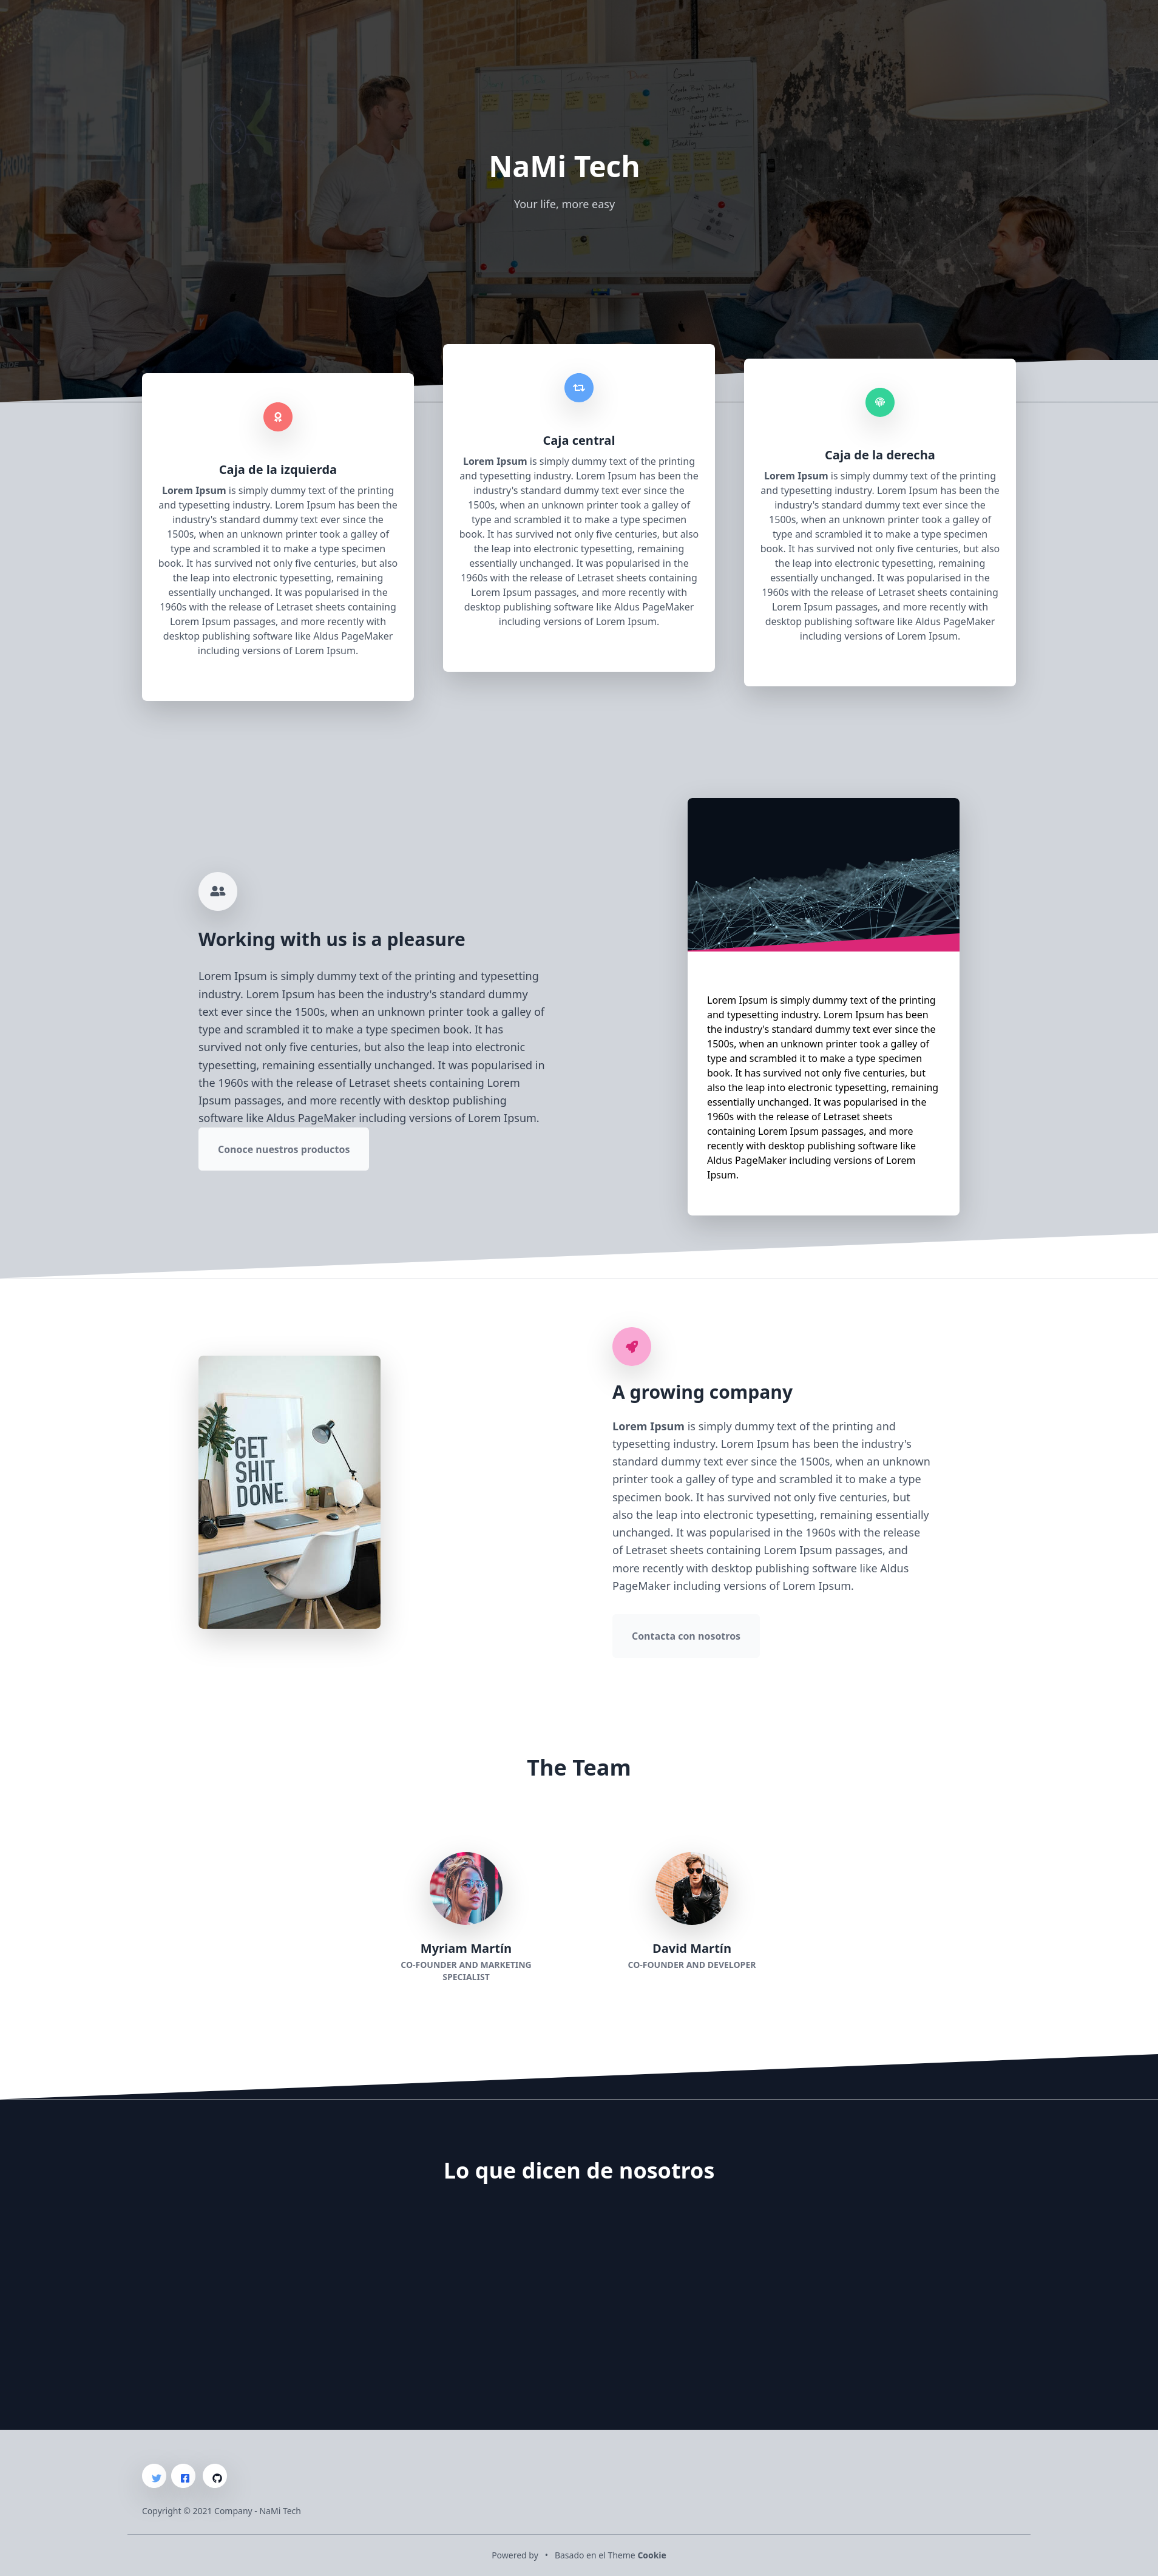 NaMi Tech
Your life, more easy
Caja de la izquierda
Lorem Ipsum is simply dummy text of the printing
and typesetting industry. Lorem Ipsum has been the
industry's standard dummy text ever since the
1500s, when an unknown printer took a galley of
type and scrambled it to make a type specimen
book. It has survived not only five centuries, but also
the leap into electronic typesetting, remaining
essentially unchanged. It was popularised in the
1960s with the release of Letraset sheets containing
Lorem Ipsum passages, and more recently with
desktop publishing software like Aldus PageMaker
including versions of Lorem Ipsum.
Caja central
Lorem Ipsum is simply dummy text of the printing
and typesetting industry. Lorem Ipsum has been the
industry's standard dummy text ever since the
1500s, when an unknown printer took a galley of
type and scrambled it to make a type specimen
book. It has survived not only five centuries, but also
the leap into electronic typesetting, remaining
essentially unchanged. It was popularised in the
1960s with the release of Letraset sheets containing
Lorem Ipsum passages, and more recently with
desktop publishing software like Aldus PageMaker
including versions of Lorem Ipsum.
Caja de la derecha
Lorem Ipsum is simply dummy text of the printing
and typesetting industry. Lorem Ipsum has been the
industry's standard dummy text ever since the
1500s, when an unknown printer took a galley of
type and scrambled it to make a type specimen
book. It has survived not only five centuries, but also
the leap into electronic typesetting, remaining
essentially unchanged. It was popularised in the
1960s with the release of Letraset sheets containing
Lorem Ipsum passages, and more recently with
desktop publishing software like Aldus PageMaker
including versions of Lorem Ipsum.
Working with us is a pleasure
Lorem Ipsum is simply dummy text of the printing and typesetting
industry. Lorem Ipsum has been the industry's standard dummy
text ever since the 1500s, when an unknown printer took a galley of
type and scrambled it to make a type specimen book. It has
survived not only five centuries, but also the leap into electronic
typesetting, remaining essentially unchanged. It was popularised in
the 1960s with the release of Letraset sheets containing Lorem
Ipsum passages, and more recently with desktop publishing
software like Aldus PageMaker including versions of Lorem Ipsum.
Conoce nuestros productos
Lorem Ipsum is simply dummy text of the printing
and typesetting industry. Lorem Ipsum has been
the industry's standard dummy text ever since the
1500s, when an unknown printer took a galley of
type and scrambled it to make a type specimen
book. It has survived not only five centuries, but
also the leap into electronic typesetting, remaining
essentially unchanged. It was popularised in the
1960s with the release of Letraset sheets
containing Lorem Ipsum passages, and more
recently with desktop publishing software like
Aldus PageMaker including versions of Lorem
Ipsum.
GET
SHIT
DONE.
A growing company
Lorem Ipsum is simply dummy text of the printing and
typesetting industry. Lorem Ipsum has been the industry's
standard dummy text ever since the 1500s, when an unknown
printer took a galley of type and scrambled it to make a type
specimen book. It has survived not only five centuries, but
also the leap into electronic typesetting, remaining essentially
unchanged. It was popularised in the 1960s with the release
of Letraset sheets containing Lorem Ipsum passages, and
more recently with desktop publishing software like Aldus
PageMaker including versions of Lorem Ipsum.
Contacta con nosotros
The Team
Myriam Martín
CO-FOUNDER AND MARKETING
SPECIALIST
David Martín
CO-FOUNDER AND DEVELOPER
Lo que dicen de nosotros
Copyright © 2021 Company - NaMi Tech
Powered by • Basado en el Theme Cookie